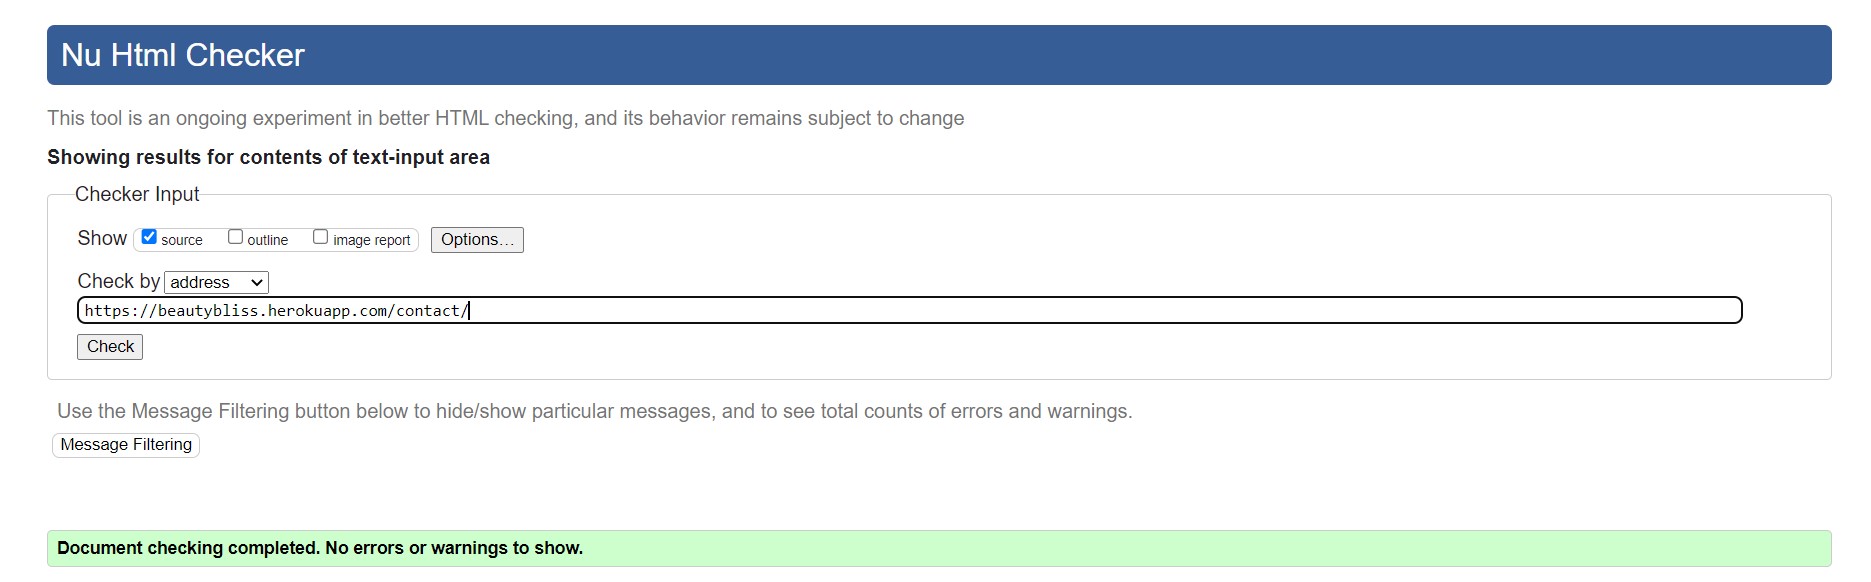 Nu Html Checker
This tool is an ongoing experiment in better HTML checking, and its behavior remains subject to change
Showing results for contents of text-input area
Checker Input
Show source outline image report Options…
Check by address
https://beautybliss.herokuapp.com/contact/
Check
Use the Message Filtering button below to hide/show particular messages, and to see total counts of errors and warnings.
Message Filtering
Document checking completed. No errors or warnings to show.